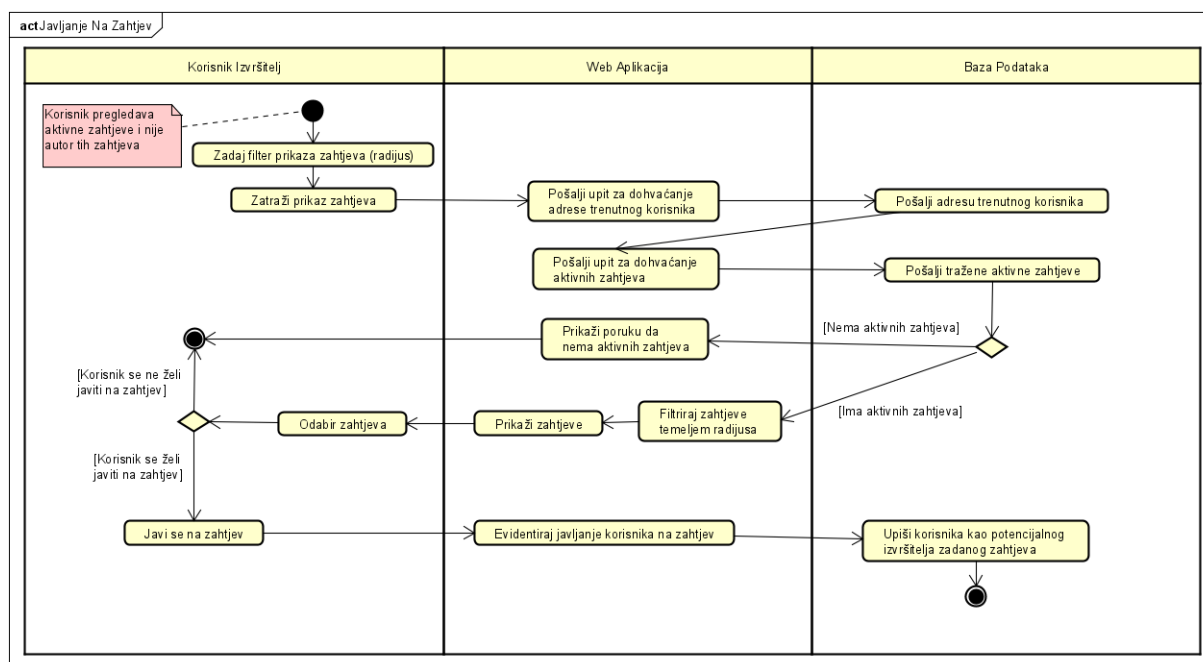 act Javljanje Na Zahtjev
Korisnik Izvršitelj
Web Aplikacija
Baza Podataka
Korisnik pregledava
aktivne zahtjeve i nije
autor tih zahtjeva
Zadaj filter prikaza zahtjeva (radijus)
Zatraži prikaz zahtjeva
Pošalji upit za dohvaćanje
adrese trenutnog korisnika
Pošalji adresu trenutnog korisnika
Pošalji upit za dohvaćanje
aktivnih zahtjeva
Pošalji tražene aktivne zahtjeve
Prikaži poruku da
nema aktivnih zahtjeva
[Nema aktivnih zahtjeva]
[Korisnik se ne želi
javiti na zahtjev]
Odabir zahtjeva
Prikaži zahtjeve
Filtriraj zahtjeve
temeljem radijusa
[Ima aktivnih zahtjeva]
[Korisnik se želi
javiti na zahtjev]
Javi se na zahtjev
Evidentiraj javljanje korisnika na zahtjev
Upiši korisnika kao potencijalnog
izvršitelja zadanog zahtjeva